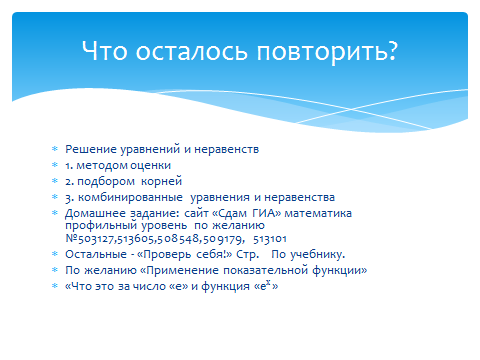 Что осталось повторить?
* Решение уравнений и неравенств
* 1. методом оценки
* 2. подбором корней
* 3. комбинированные уравнения и неравенства
* Домашнее задание: сайт «Сдам ГИА» математика
профильный уровень по желанию
№503127,513605,508548,509179, 513101
* Остальные - «Проверь себя!» Стр. По учебнику.
* По желанию «Применение показательной функции»
* «Что это за число «e» и функция «eˣ»